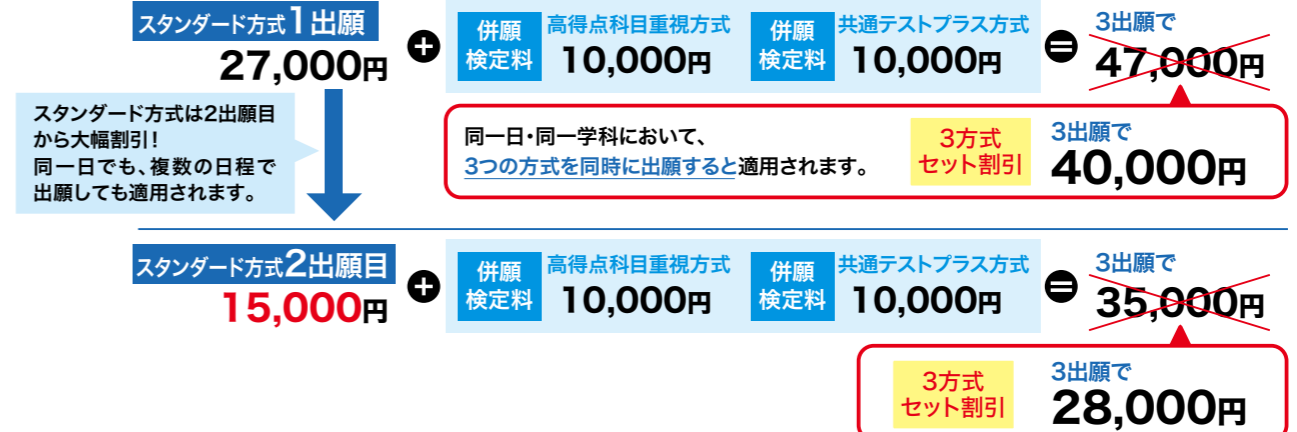 スタンダード方式1出願
27,000円
+
併願
検定料
高得点科目重視方式
10,000円
併願
検定料
共通テストプラス方式
10,000円
=
3出願で
47,000円
スタンダード方式は2出願目
から大幅割引!
同一日でも、複数の日程で
出願しても適用されます。
同一日・同一学科において、
3つの方式を同時に出願すると適用されます。
3方式
セット割引
3出願で
40,000円
スタンダード方式2出願目
15,000円
+
併願
検定料
高得点科目重視方式
10,000円
併願
検定料
共通テストプラス方式
10,000円
=
3出願で
35,000円
3方式
セット割引
3出願で
28,000円